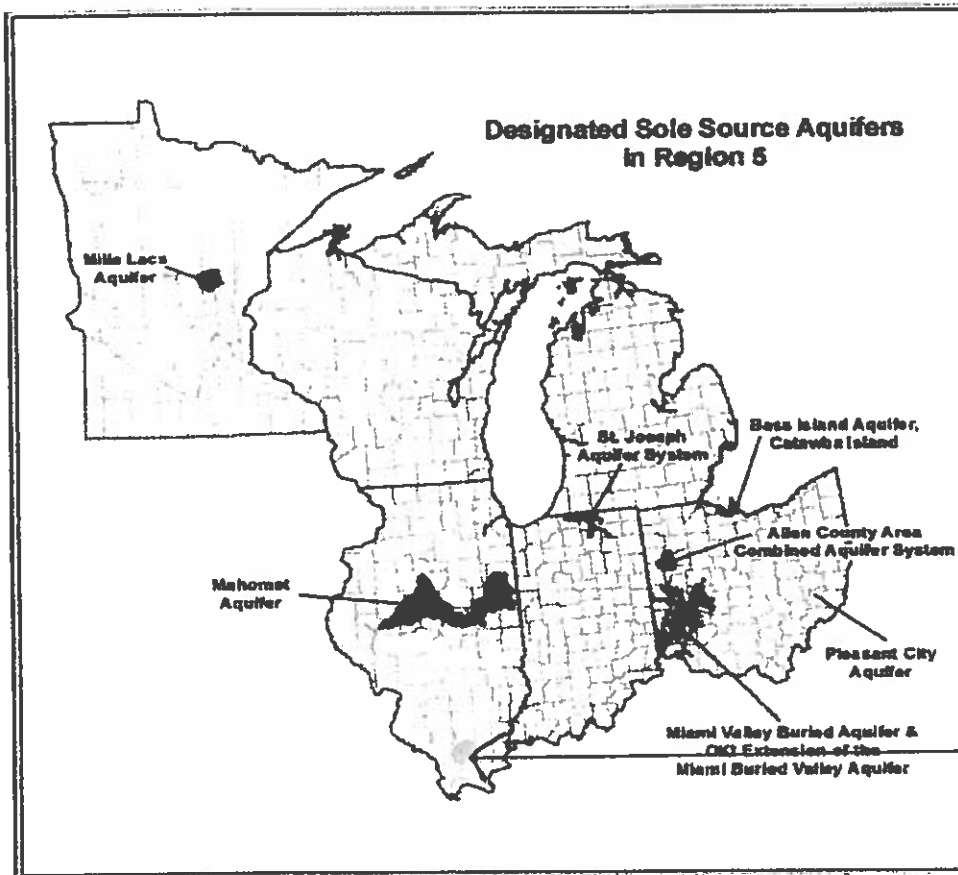 Designated Sole Source Aquifers
in Region 5
Mille Lacs
Aquifer
Bass Island Aquifer,
Catawba Island
St. Joseph
Aquifer System
Allen County Area
Combined Aquifer System
Mahomet
Aquifer
Pleasant City
Aquifer
Miami Valley Buried Aquifer &
OKI Extension of the
Miami Buried Valley Aquifer